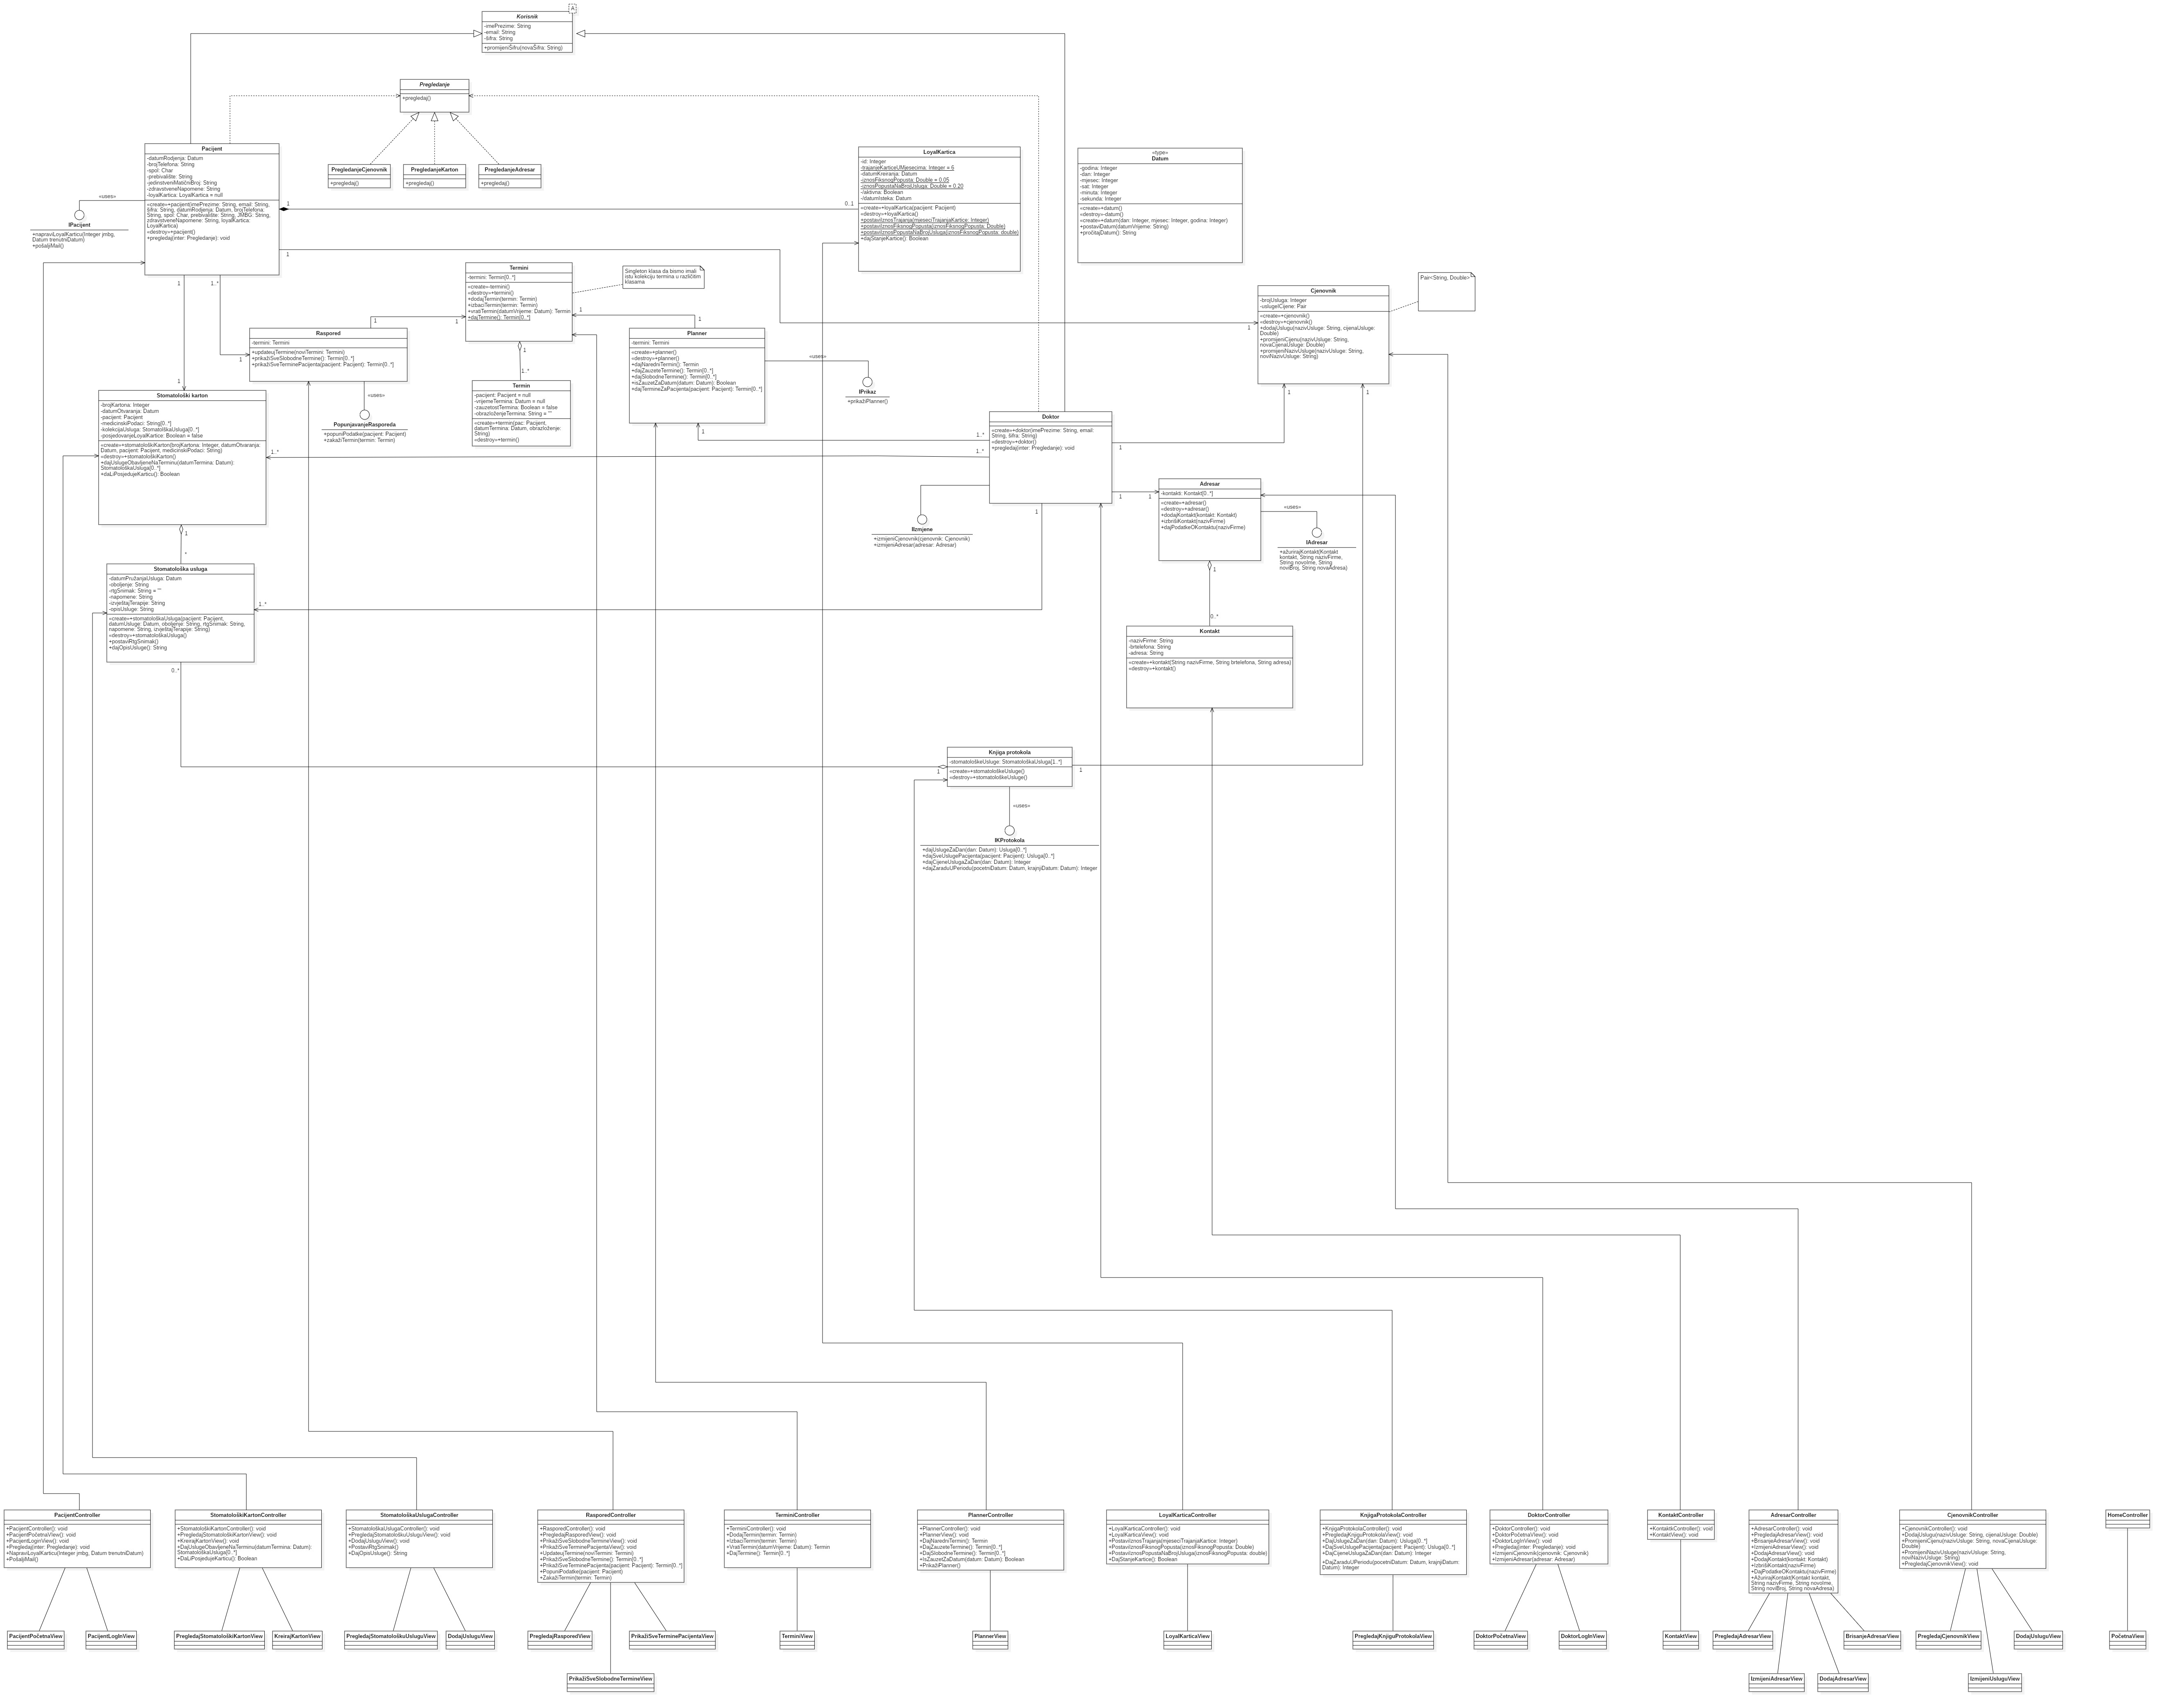 A
Korisnik
-imePrezime: String
-email: String
-šifra: String
+promijeniŠifru(novaŠifra: String)
Pregledanje
+pregledaj()
PregledanjeCjenovnik
+pregledaj()
PregledanjeKarton
+pregledaj()
PregledanjeAdresar
+pregledaj()
Pacijent
-datumRodjenja: Datum
-brojTelefona: String
-spol: Char
-prebivalište: String
-jedinstveniMatičniBroj: String
-zdravstveneNapomene: String
-loyalKartica: LoyalKartica = null
«create»+pacijent(imePrezime: String, email: String,
šifra: String, datumRodjenja: Datum, brojTelefona:
String, spol: Char, prebivalište: String, JMBG: String,
zdravstveneNapomene: String, loyalKartica:
LoyalKartica)
«destroy»+pacijent()
+pregledaj(inter: Pregledanje): void
«uses»
IPacijent
+napraviLoyalKarticu(Integer jmbg,
Datum trenutniDatum)
+pošaljiMail()
1
0..1
LoyalKartica
-id: Integer
-trajanjeKarticeUMjesecima: Integer = 6
-datumKreiranja: Datum
-iznosFiksnogPopusta: Double = 0.05
-iznosPopustaNaBrojUsluga: Double = 0.20
-/aktivna: Boolean
-/datumIsteka: Datum
«create»+loyalKartica(pacijent: Pacijent)
«destroy»+loyalKartica()
+postaviIznosTrajanja(mjeseciTrajanjaKartice: Integer)
+postaviIznosFiksnogPopusta(iznosFiksnogPopusta: Double)
+postaviIznosPopustaNaBrojUsluga(iznosFiksnogPopusta: double)
+dajStanjeKartice(): Boolean
«type»
Datum
-godina: Integer
-dan: Integer
-mjesec: Integer
-sat: Integer
-minuta: Integer
-sekunda: Integer
«create»+datum()
«destroy»-datum()
«create»+datum(dan: Integer, mjesec: Integer, godina: Integer)
+postaviDatum(datumVrijeme: String)
+pročitajDatum(): String
1
1
1..*
1
1
1
Termini
-termini: Termin[0..*]
«create»-termini()
«destroy»+termini()
+dodajTermin(termin: Termin)
+izbaciTermin(termin: Termin)
+vratiTermin(datumVrijeme: Datum): Termin
+dajTermine(): Termin[0..*]
Singleton klasa da bismo imali
istu kolekciju termina u različitim
klasama
Pair<String, Double>
Cjenovnik
-brojUsluga: Integer
-uslugeICijene: Pair
«create»+cjenovnik()
«destroy»+cjenovnik()
+dodajUslugu(nazivUsluge: String, cijenaUsluge:
Double)
+promijeniCijenu(nazivUsluge: String,
novaCijenaUsluge: Double)
+promijeniNazivUsluge(nazivUsluge: String,
noviNazivUsluge: String)
1
1
Raspored
-termini: Termini
+updateujTermine(noviTermini: Termini)
+prikažiSveSlobodneTermine(): Termin[0..*]
+prikažiSveTerminePacijenta(pacijent: Pacijent): Termin[0..*]
1
1
Planner
-termini: Termini
«create»+planner()
«destroy»+planner()
+dajNaredniTermin(): Termin
+dajZauzeteTermine(): Termin[0..*]
+dajSlobodneTermine(): Termin[0..*]
+isZauzetZaDatum(datum: Datum): Boolean
+dajTermineZaPacijenta(pacijent: Pacijent): Termin[0..*]
«uses»
IPrikaz
+prikažiPlanner()
«uses»
PopunjavanjeRasporeda
+popuniPodatke(pacijent: Pacijent)
+zakažiTermin(termin: Termin)
1
1..*
Termin
-pacijent: Pacijent = null
-vrijemeTermina: Datum = null
-zauzetostTermina: Boolean = false
-obrazloženjeTermina: String = ""
«create»+termin(pac: Pacijent,
datumTermina: Datum, obrazloženje:
String)
«destroy»+termin()
Stomatološki karton
-brojKartona: Integer
-datumOtvaranja: Datum
-pacijent: Pacijent
-medicinskiPodaci: String[0..*]
-kolekcijaUsluga: StomatološkaUsluga[0..*]
-posjedovanjeLoyalKartice: Boolean = false
«create»+stomatološkiKarton(brojKartona: Integer, datumOtvaranja:
Datum, pacijent: Pacijent, medicinskiPodaci: String)
«destroy»+stomatološkiKarton()
+dajUslugeObavljeneNaTerminu(datumTermina: Datum):
StomatološkaUsluga[0..*]
+daLiPosjedujeKarticu(): Boolean
1..*
1
1..*
1..*
Doktor
«create»+doktor(imePrezime: String, email:
String, šifra: String)
«destroy»+doktor()
+pregledaj(inter: Pregledanje): void
1
1
1
1
1
1
IIzmjene
+izmijeniCjenovnik(cjenovnik: Cjenovnik)
+izmijeniAdresar(adresar: Adresar)
Adresar
-kontakti: Kontakt[0..*]
«create»+adresar()
«destroy»+adresar()
+dodajKontakt(kontakt: Kontakt)
+izbrišiKontakt(nazivFirme)
+dajPodatkeOKontaktu(nazivFirme)
«uses»
IAdresar
+ažurirajKontakt(Kontakt
kontakt, String nazivFirme,
String novoIme, String
noviBroj, String novaAdresa)
1
0..*
Kontakt
-nazivFirme: String
-brtelefona: String
-adresa: String
«create»+kontakt(String nazivFirme, String brtelefona, String adresa)
«destroy»+kontakt()
1
*
Stomatološka usluga
-datumPružanjaUsluga: Datum
-oboljenje: String
-rtgSnimak: String = ""
-napomene: String
-izvještajTerapije: String
-opisUsluge: String
«create»+stomatološkaUsluga(pacijent: Pacijent,
datumUsluge: Datum, oboljenje: String, rtgSnimak: String,
napomene: String, izvještajTerapije: String)
«destroy»+stomatološkaUsluga()
+postaviRtgSnimak()
+dajOpisUsluge(): String
1..*
0..*
Knjiga protokola
-stomatološkeUsluge: StomatološkaUsluga[1..*]
«create»+stomatološkeUsluge()
«destroy»+stomatološkeUsluge()
1
1
«uses»
IKProtokola
+dajUslugeZaDan(dan: Datum): Usluga[0..*]
+dajSveUslugePacijenta(pacijent: Pacijent): Usluga[0..*]
+dajCijeneUslugaZaDan(dan: Datum): Integer
+dajZaraduUPeriodu(pocetniDatum: Datum, krajnjiDatum: Datum): Integer
PacijentController
+PacijentController(): void
+PacijentPočetnaView(): void
+PacijentLoginView(): void
+Pregledaj(inter: Pregledanje): void
+NapraviLoyalKarticu(Integer jmbg, Datum trenutniDatum)
+PošaljiMail()
StomatološkiKartonController
+StomatološkiKartonController(): void
+PregledajStomatološkiKartonView(): void
+KreirajKartonView(): void
+DajUslugeObavljeneNaTerminu(datumTermina: Datum):
StomatološkaUsluga[0..*]
+DaLiPosjedujeKarticu(): Boolean
StomatološkaUslugaController
+StomatološkaUslugaController(): void
+PregledajStomatološkuUsluguView(): void
+DodajUsluguView(): void
+PostaviRtgSnimak()
+DajOpisUsluge(): String
RasporedController
+RasporedController(): void
+PregledajRasporedView(): void
+PrikažiSveSlobodneTermineView(): void
+PrikažiSveTerminePacijentaView(): void
+UpdateujTermine(noviTermini: Termini)
+PrikažiSveSlobodneTermine(): Termin[0..*]
+PrikažiSveTerminePacijenta(pacijent: Pacijent): Termin[0..*]
+PopuniPodatke(pacijent: Pacijent)
+ZakažiTermin(termin: Termin)
TerminiController
+TerminiController(): void
+DodajTermin(termin: Termin)
+IzbaciTermin(termin: Termin)
+VratiTermin(datumVrijeme: Datum): Termin
+DajTermine(): Termin[0..*]
PlannerController
+PlannerController(): void
+PlannerView(): void
+DajNaredniTermin(): Termin
+DajZauzeteTermine(): Termin[0..*]
+DajSlobodneTermine(): Termin[0..*]
+IsZauzetZaDatum(datum: Datum): Boolean
+PrikažiPlanner()
LoyalKarticaController
+LoyalKarticaController(): void
+LoyalKarticaView(): void
+PostaviIznosTrajanja(mjeseciTrajanjaKartice: Integer)
+PostaviIznosFiksnogPopusta(iznosFiksnogPopusta: Double)
+PostaviIznosPopustaNaBrojUsluga(iznosFiksnogPopusta: double)
+DajStanjeKartice(): Boolean
KnjigaProtokolaController
+KnjigaProtokolaController(): void
+PregledajKnjiguProtokolaView(): void
+DajUslugeZaDan(dan: Datum): Usluga[0..*]
+DajSveUslugePacijenta(pacijent: Pacijent): Usluga[0..*]
+DajCijeneUslugaZaDan(dan: Datum): Integer
+DajZaraduUPeriodu(pocetniDatum: Datum, krajnjiDatum:
Datum): Integer
DoktorController
+DoktorController(): void
+DoktorPočetnaView(): void
+DoktorLogInView(): void
+Pregledaj(inter: Pregledanje): void
+IzmijeniCjenovnik(cjenovnik: Cjenovnik)
+IzmijeniAdresar(adresar: Adresar)
KontaktController
+KontaktkController(): void
+KontaktView(): void
AdresarController
+AdresarController(): void
+PregledajAdresarView(): void
+BrisanjeAdresarView(): void
+IzmijeniAdresarView(): void
+DodajAdresarView(): void
+DodajKontakt(kontakt: Kontakt)
+IzbrišiKontakt(nazivFirme)
+DajPodatkeOKontaktu(nazivFirme)
+AžurirajKontakt(Kontakt kontakt,
String nazivFirme, String novoIme,
String noviBroj, String novaAdresa)
CjenovnikController
+CjenovnikController(): void
+DodajUslugu(nazivUsluge: String, cijenaUsluge: Double)
+PromijeniCijenu(nazivUsluge: String, novaCijenaUsluge:
Double)
+PromijeniNazivUsluge(nazivUsluge: String,
noviNazivUsluge: String)
+PregledajCjenovnikView(): void
HomeController
PacijentPočetnaView
PacijentLogInView
PregledajStomatološkiKartonView
KreirajKartonView
PregledajStomatološkuUsluguView
DodajUsluguView
PregledajRasporedView
PrikažiSveTerminePacijentaView
TerminiView
PlannerView
LoyalKarticaView
PregledajKnjiguProtokolaView
DoktorPočetnaView
DoktorLogInView
KontaktView
PregledajAdresarView
BrisanjeAdresarView
PregledajCjenovnikView
DodajUsluguView
PočetnaView
PrikažiSveSlobodneTermineView
IzmijeniAdresarView
DodajAdresarView
IzmijeniUsluguView